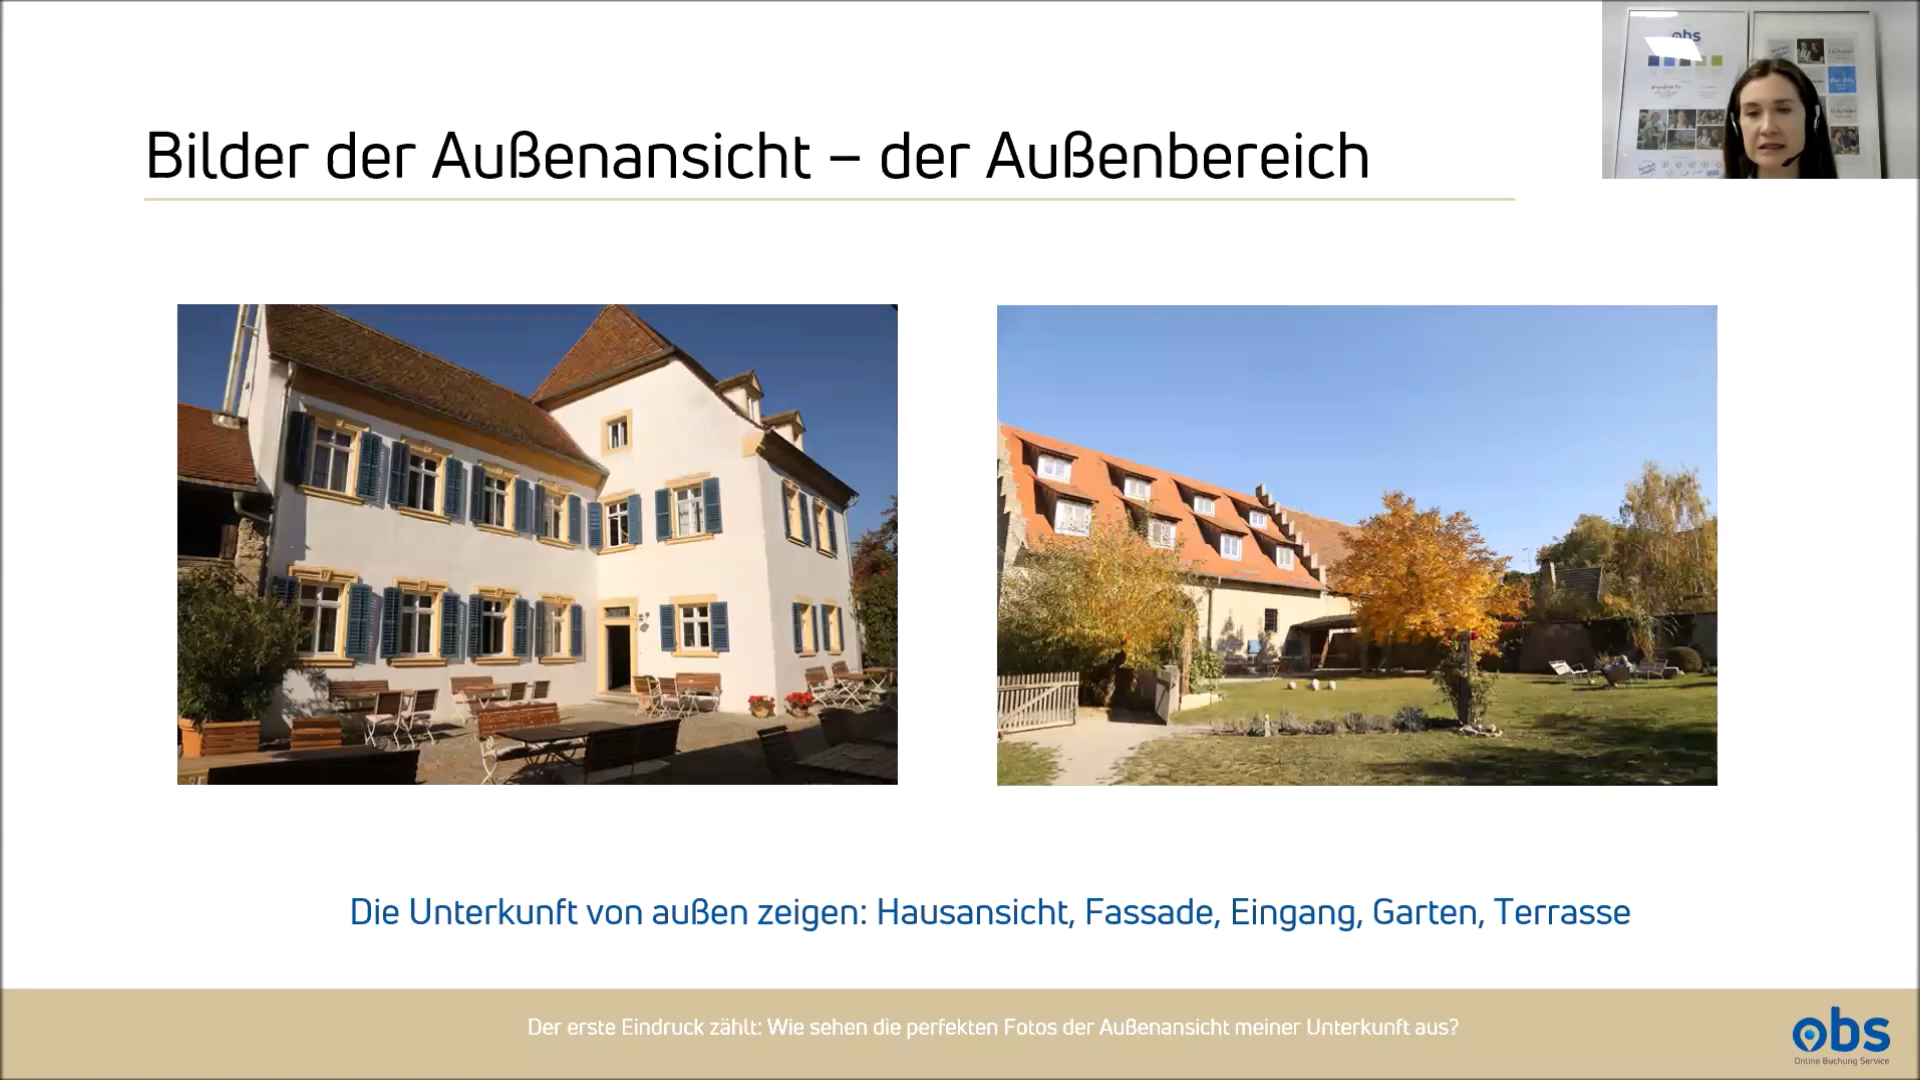 obs
Bilder der Außenansicht – der Außenbereich
Die Unterkunft von außen zeigen: Hausansicht, Fassade, Eingang, Garten, Terrasse
Der erste Eindruck zählt: Wie sehen die perfekten Fotos der Außenansicht meiner Unterkunft aus?
obs
Online Buchung Service